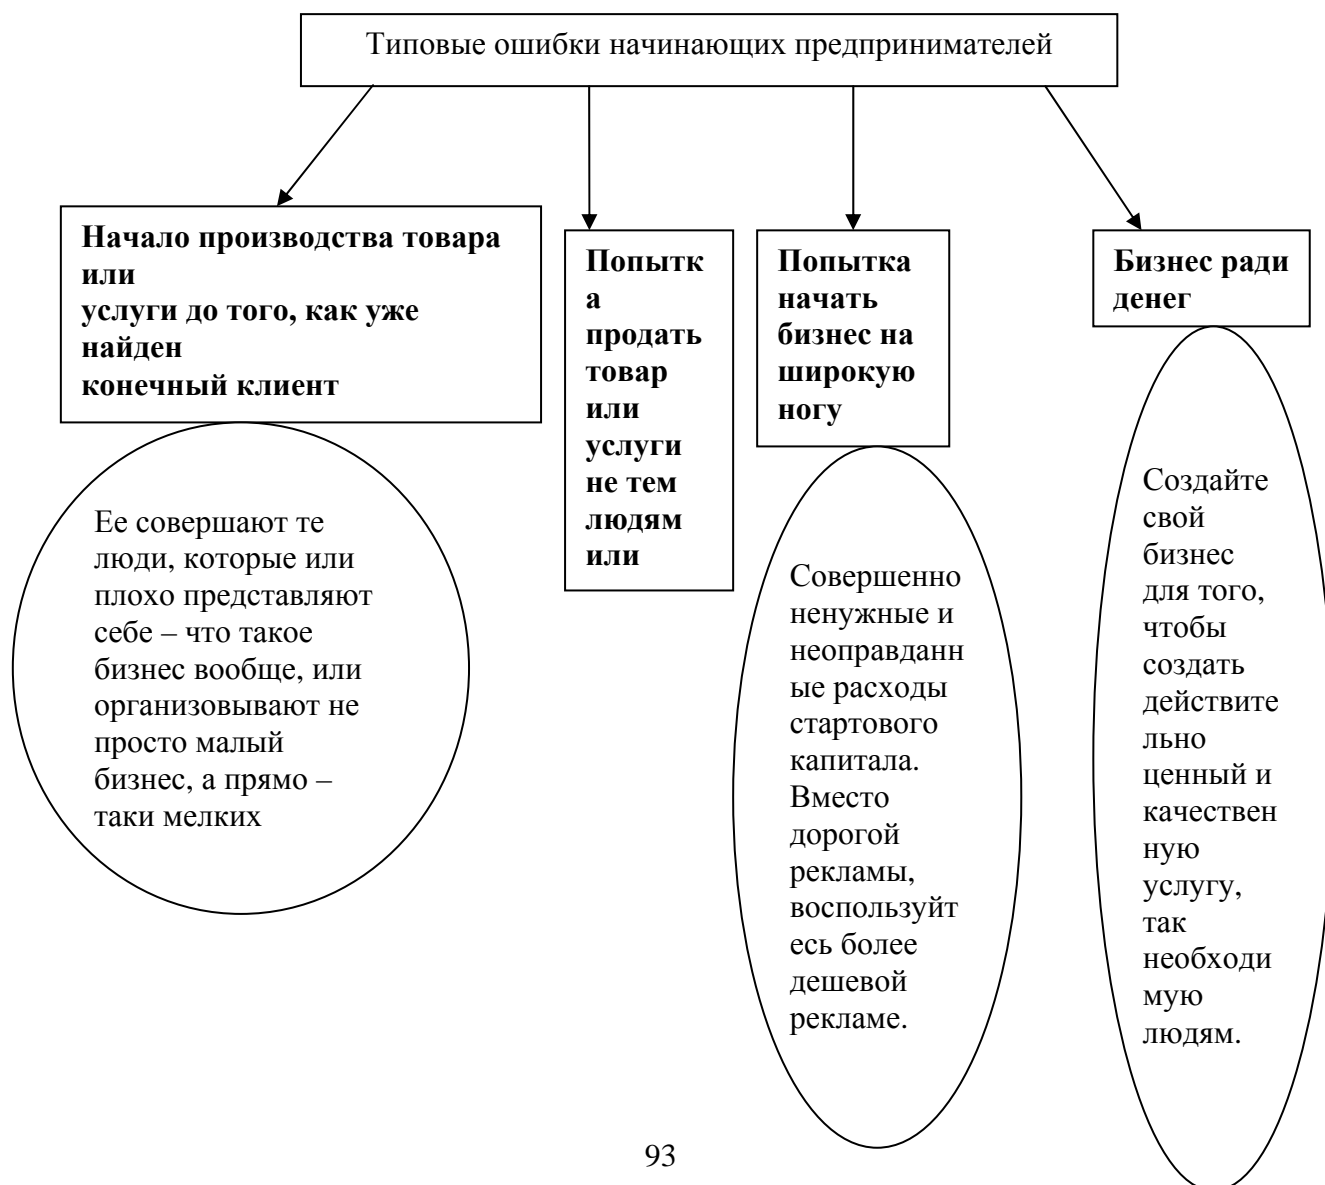 Типовые ошибки начинающих предпринимателей
Начало производства товара
или
услуги до того, как уже
найден
конечный клиент
Попытк
а
продать
товар
или
услуги
не тем
людям
или
Попытка
начать
бизнес на
широкую
ногу
Бизнес ради
денег
Ее совершают те
люди, которые или
плохо представляют
себе – что такое
бизнес вообще, или
организовывают не
просто малый
бизнес, а прямо –
таки мелких
Совершенно
ненужные и
неоправданн
ые расходы
стартового
капитала.
Вместо
дорогой
рекламы,
воспользуйт
есь более
дешевой
рекламе.
Создайте
свой
бизнес
для того,
чтобы
создать
действите
льно
ценный и
качествен
ную
услугу,
так
необходи
мую
людям.
93